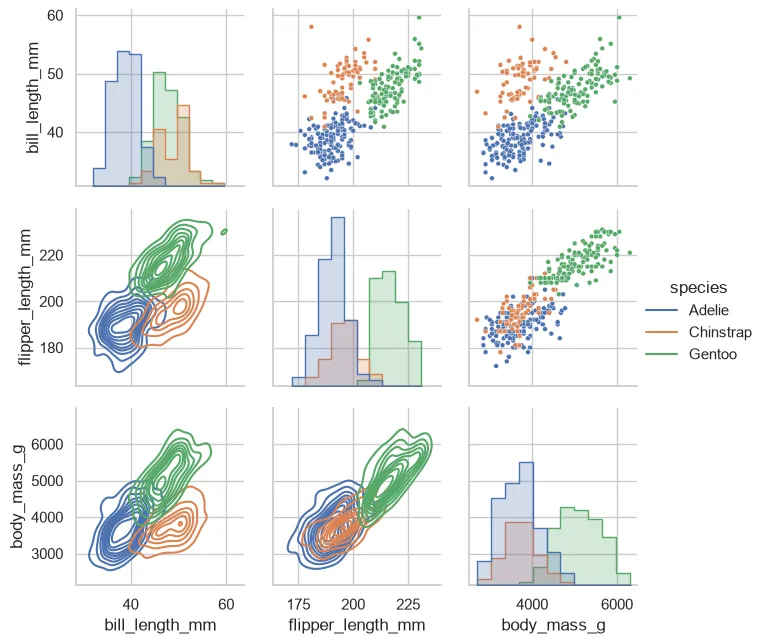 60
50
40
bill_length_mm
220
200
180
flipper_length_mm
species
Adelie
Chinstrap
Gentoo
6000
5000
4000
3000
body_mass_g
40 60
175 200 225
4000 6000
bill_length_mm
flipper_length_mm
body_mass_g